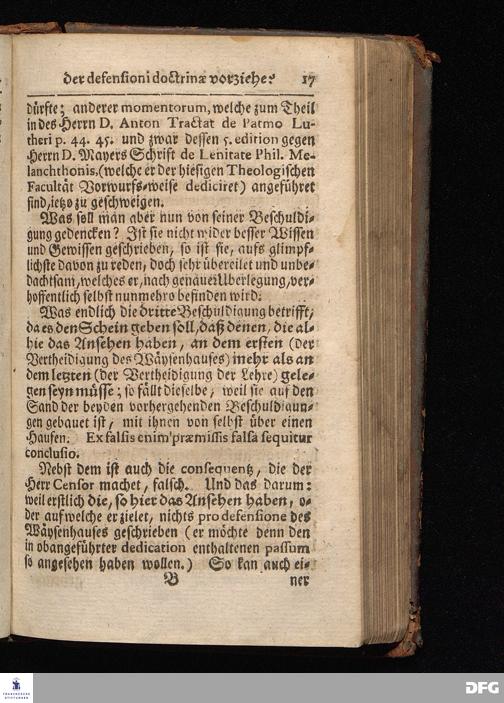 der defensioni doctrinæ vorziehe? 17
dürfte; anderer momentorum, welche zum Theil
in des Herrn D. Anton Tractat de Patmo Lu-
theri p. 44. 45. und zwar dessen 5. edition gegen
Herrn D. Mayers Schrift de Lenitate Phil. Me-
lanchthonis, (welche er der hiesigen Theologischen
Facultät Vorwurfs-weise dediciret) angeführet
sind, ietzo zu geschweigen.
Was soll man aber nun von seiner Beschuldi-
gung gedencken? Ist sie nicht wider besser Wissen
und Gewissen geschrieben, so ist sie, aufs glimpf-
lichste davon zu reden, doch sehr übereilet und unbe-
dachtsam, welches er, nach genauer Uberlegung, ver-
hoffentlich selbst nunmehro befinden wird.
Was endlich die dritte Beschuldigung betrifft,
da es den Schein geben soll, daß denen, die al-
hie das Ansehen haben, an dem ersten (der
Vertheidigung des Wäysenhauses) mehr als an
dem letzten (der Vertheidigung der Lehre) gele-
gen seyn müsse; so fällt dieselbe, weil sie auf den
Sand der beyden vorhergehenden Beschuldigun-
gen gebauet ist, mit ihnen von selbst über einen
Haufen. Ex falsis enim præmissis falsa sequitur
conclusio.
Nebst dem ist auch die consequentz, die der
Herr Censor machet, falsch. Und das darum:
weil erstlich die, so hier das Ansehen haben, o-
der auf welche er zielet, nichts pro defensione des
Wäysenhauses geschrieben (er möchte denn den
in obangeführter dedication enthaltenen passum
so angesehen haben wollen.) So kan auch ei-
B ner
FRANCKESCHE
STIFTUNGEN
DFG